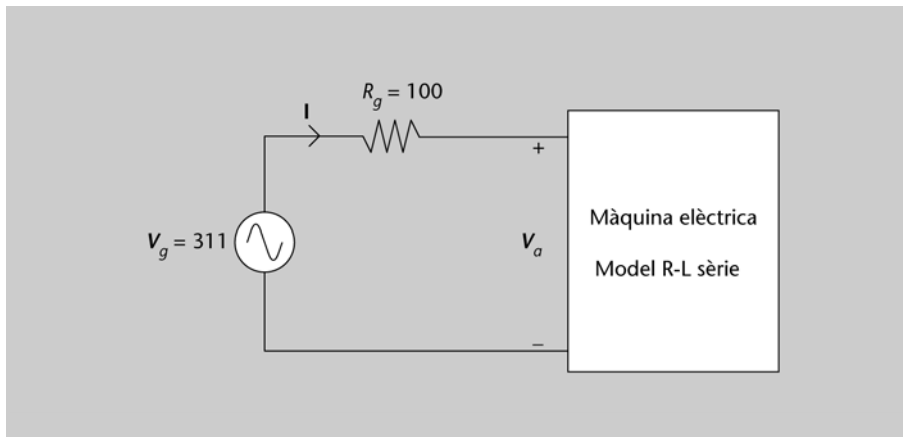 R_g = 100
I
+
Màquina elèctrica
V_g = 311
V_a
Model R-L sèrie
–